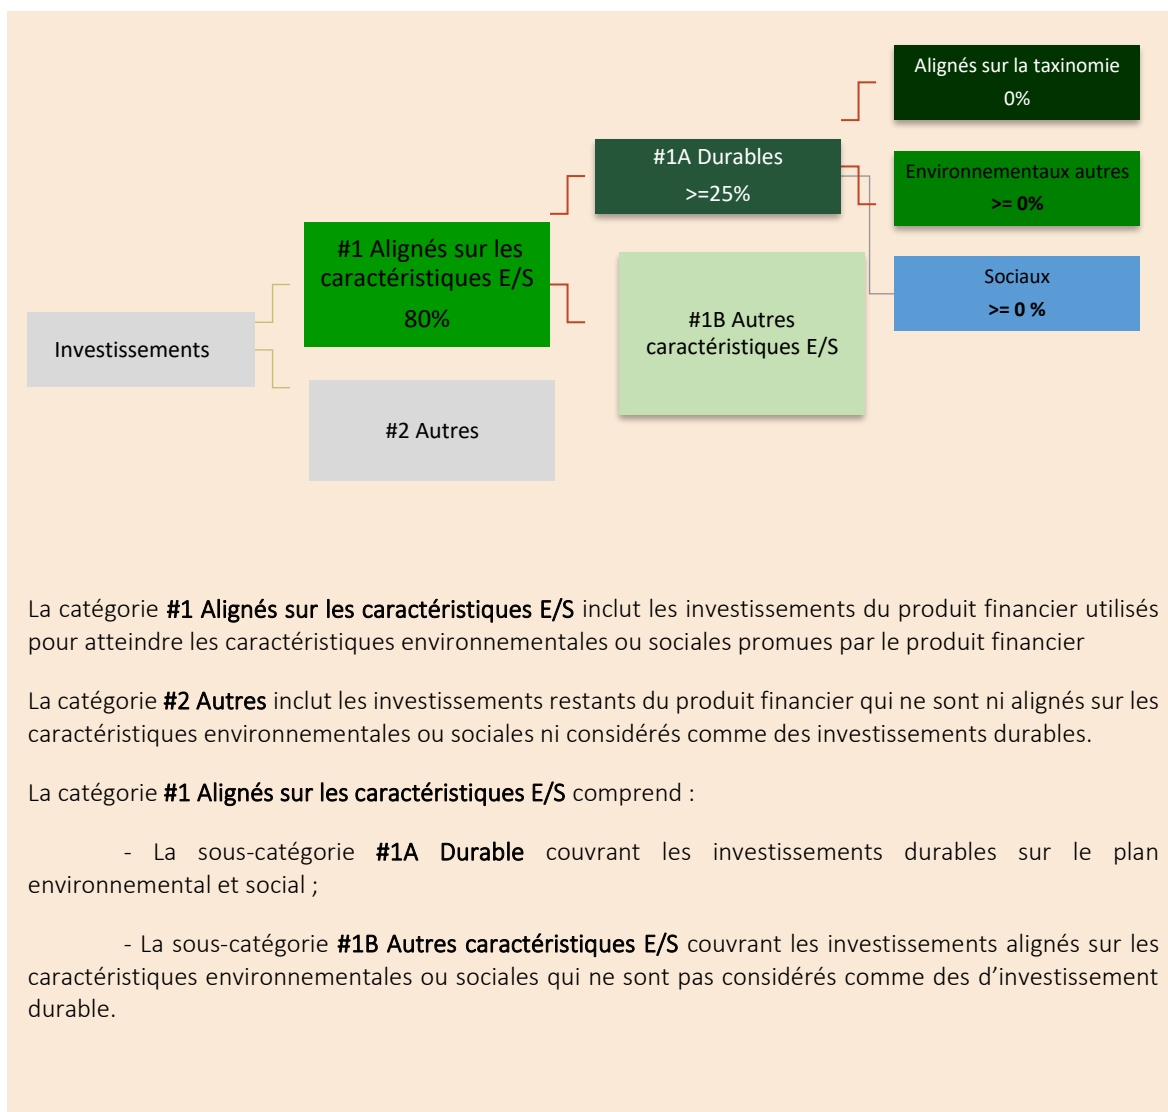 Alignés sur la taxinomie
0%
#1A Durables
>=25%
Environnementaux autres
>= 0%
#1 Alignés sur les
caractéristiques E/S
80%
Sociaux
>= 0 %
#1B Autres
caractéristiques E/S
Investissements
#2 Autres
La catégorie #1 Alignés sur les caractéristiques E/S inclut les investissements du produit financier utilisés
pour atteindre les caractéristiques environnementales ou sociales promues par le produit financier
La catégorie #2 Autres inclut les investissements restants du produit financier qui ne sont ni alignés sur les
caractéristiques environnementales ou sociales ni considérés comme des investissements durables.
La catégorie #1 Alignés sur les caractéristiques E/S comprend :
- La sous-catégorie #1A Durable couvrant les investissements durables sur le plan
environnemental et social ;
- La sous-catégorie #1B Autres caractéristiques E/S couvrant les investissements alignés sur les
caractéristiques environnementales ou sociales qui ne sont pas considérés comme des d’investissement
durable.